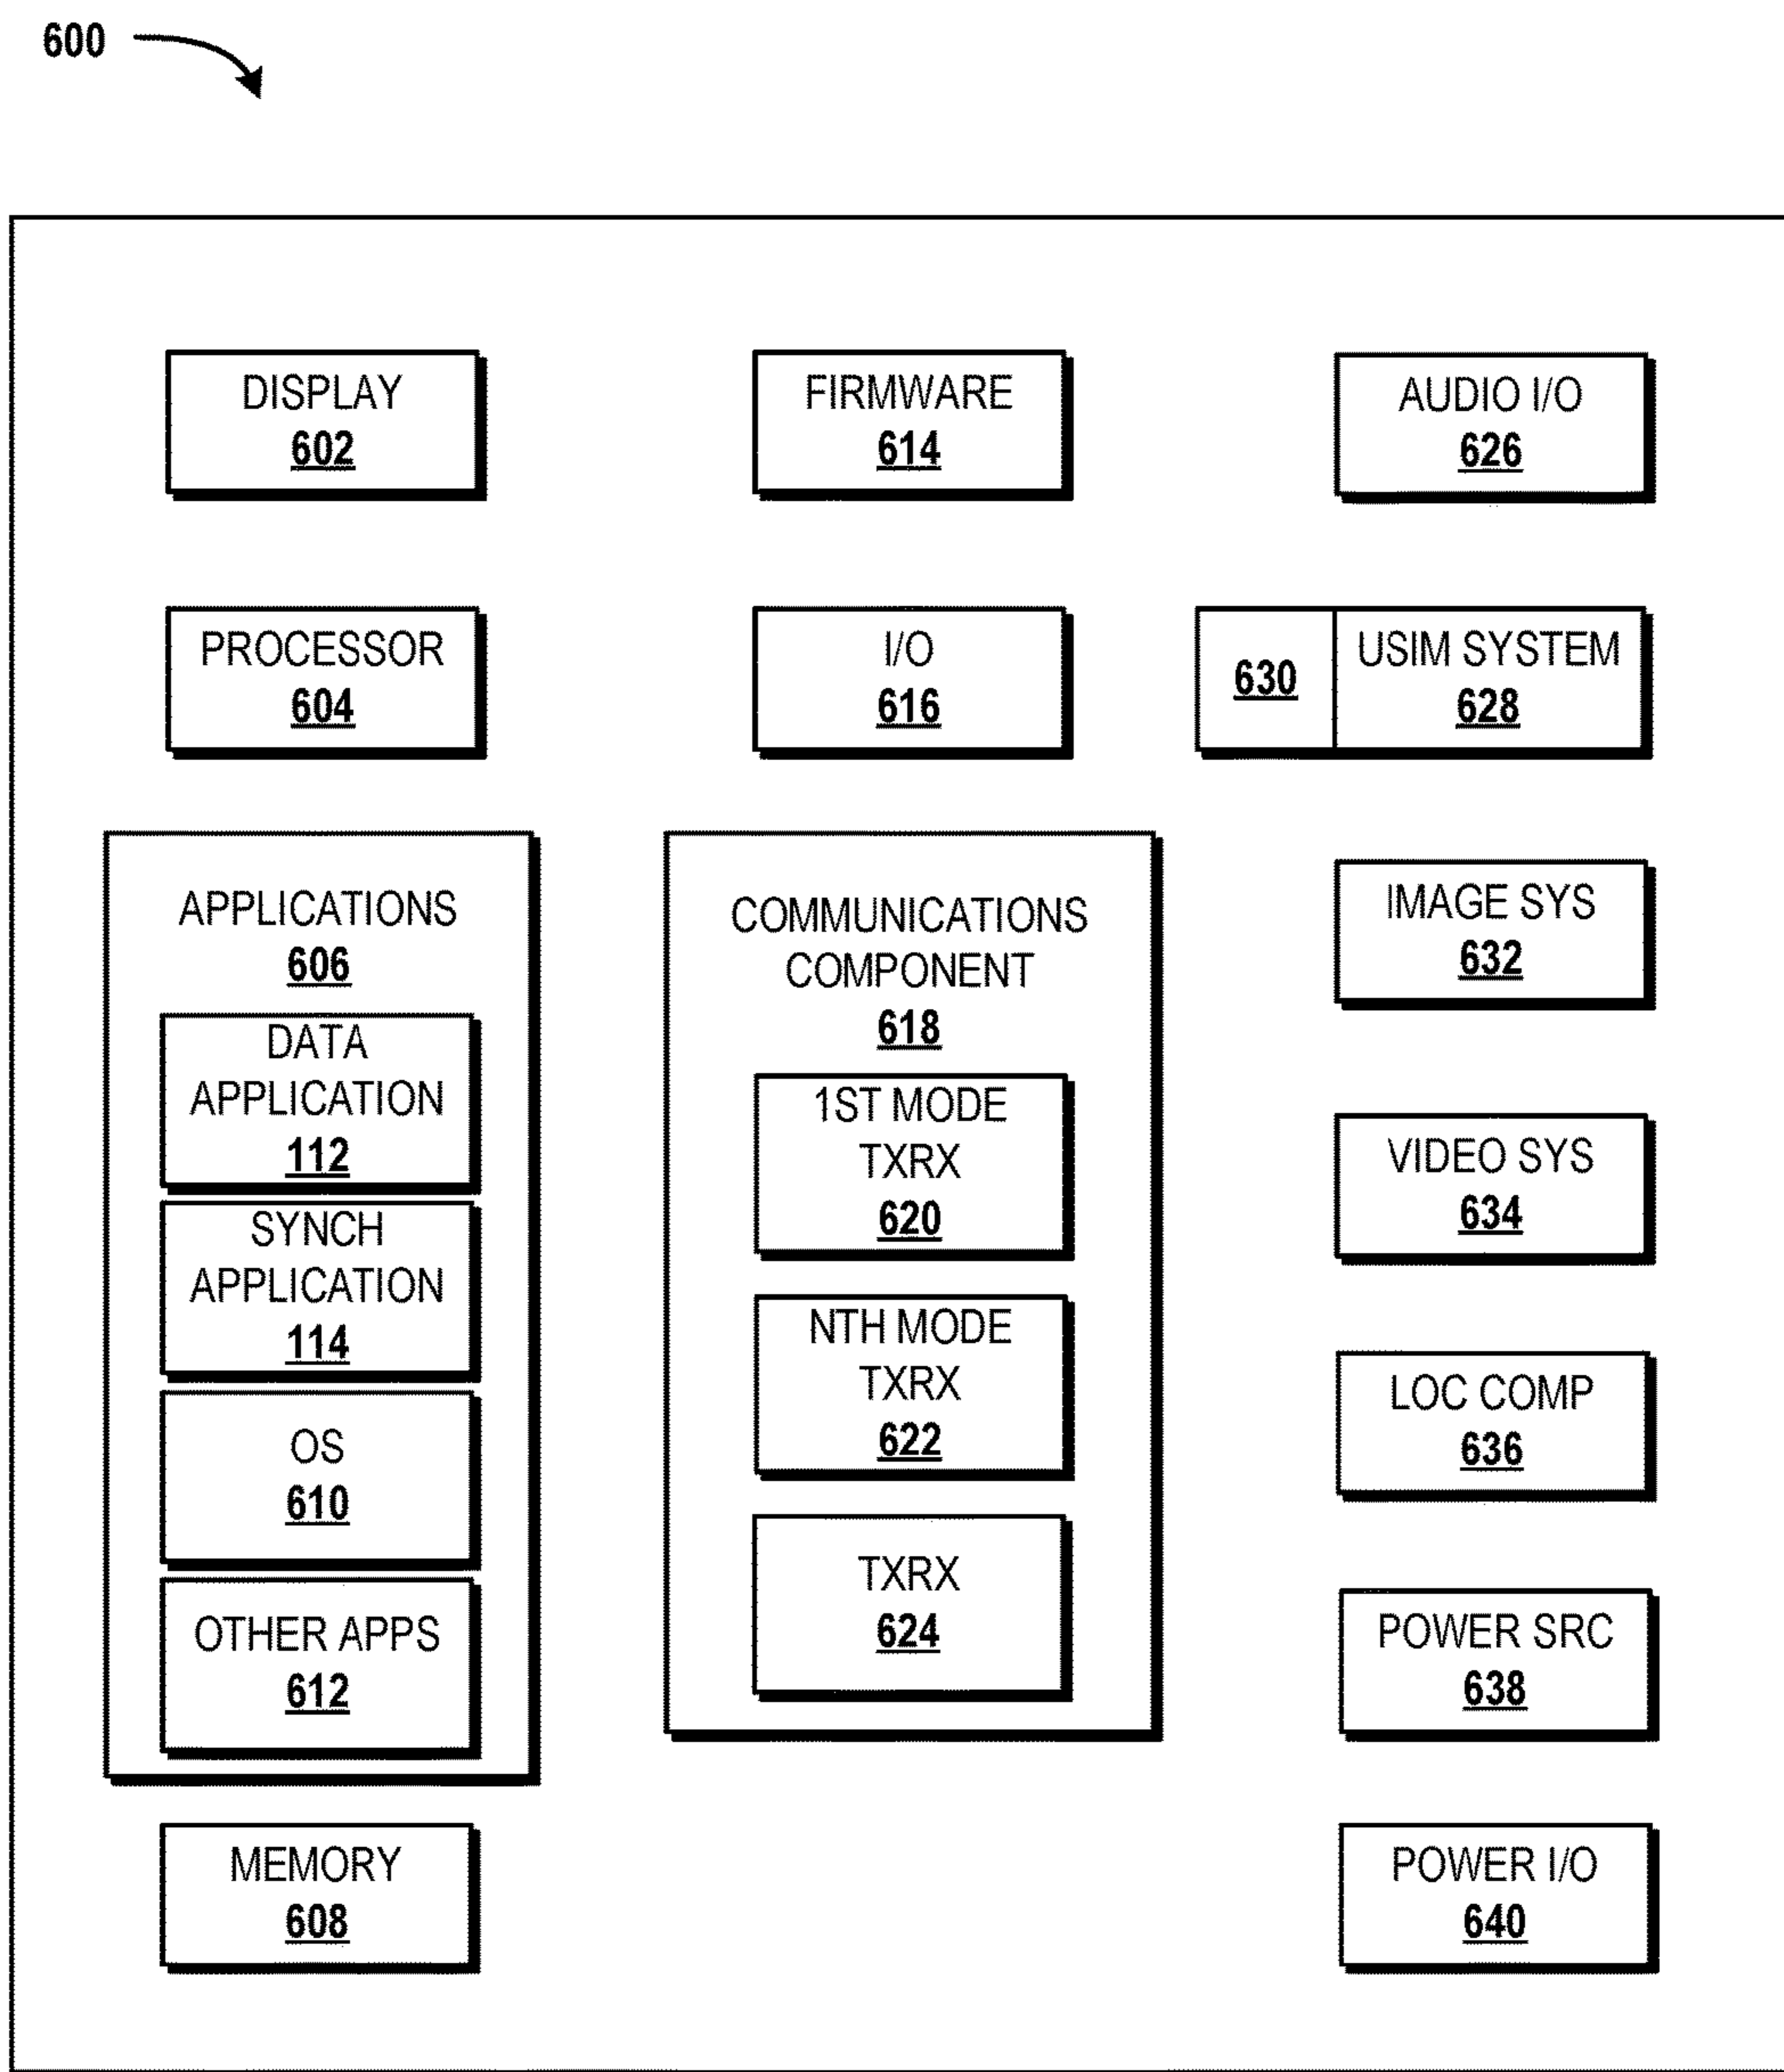 600
DISPLAY
602
PROCESSOR
604
APPLICATIONS
606
DATA
APPLICATION
112
SYNCH
APPLICATION
114
OS
610
OTHER APPS
612
MEMORY
608
FIRMWARE
614
I/O
616
COMMUNICATIONS
COMPONENT
618
1ST MODE
TXRX
620
NTH MODE
TXRX
622
TXRX
624
AUDIO I/O
626
630
USIM SYSTEM
628
IMAGE SYS
632
VIDEO SYS
634
LOC COMP
636
POWER SRC
638
POWER I/O
640